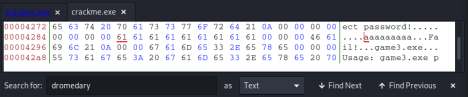 crackme.exe
00004272 65 63 74 20 70 61 73 73 77 6F 72 64 21 0A 00 00 00 00 ect password!.....
00004284 00 00 00 00 61 61 61 61 61 61 61 61 61 00 00 00 46 61 ....aaaaaaaaa...Fa
00004296 69 6C 21 0A 00 00 67 61 6D 65 33 2E 65 78 65 00 00 00 il!...game3.exe...
000042a8 55 73 61 67 65 3A 20 67 61 6D 65 33 2E 65 78 65 20 70 Usage: game3.exe p
Search for: dromedary as Text Find Next Find Previous